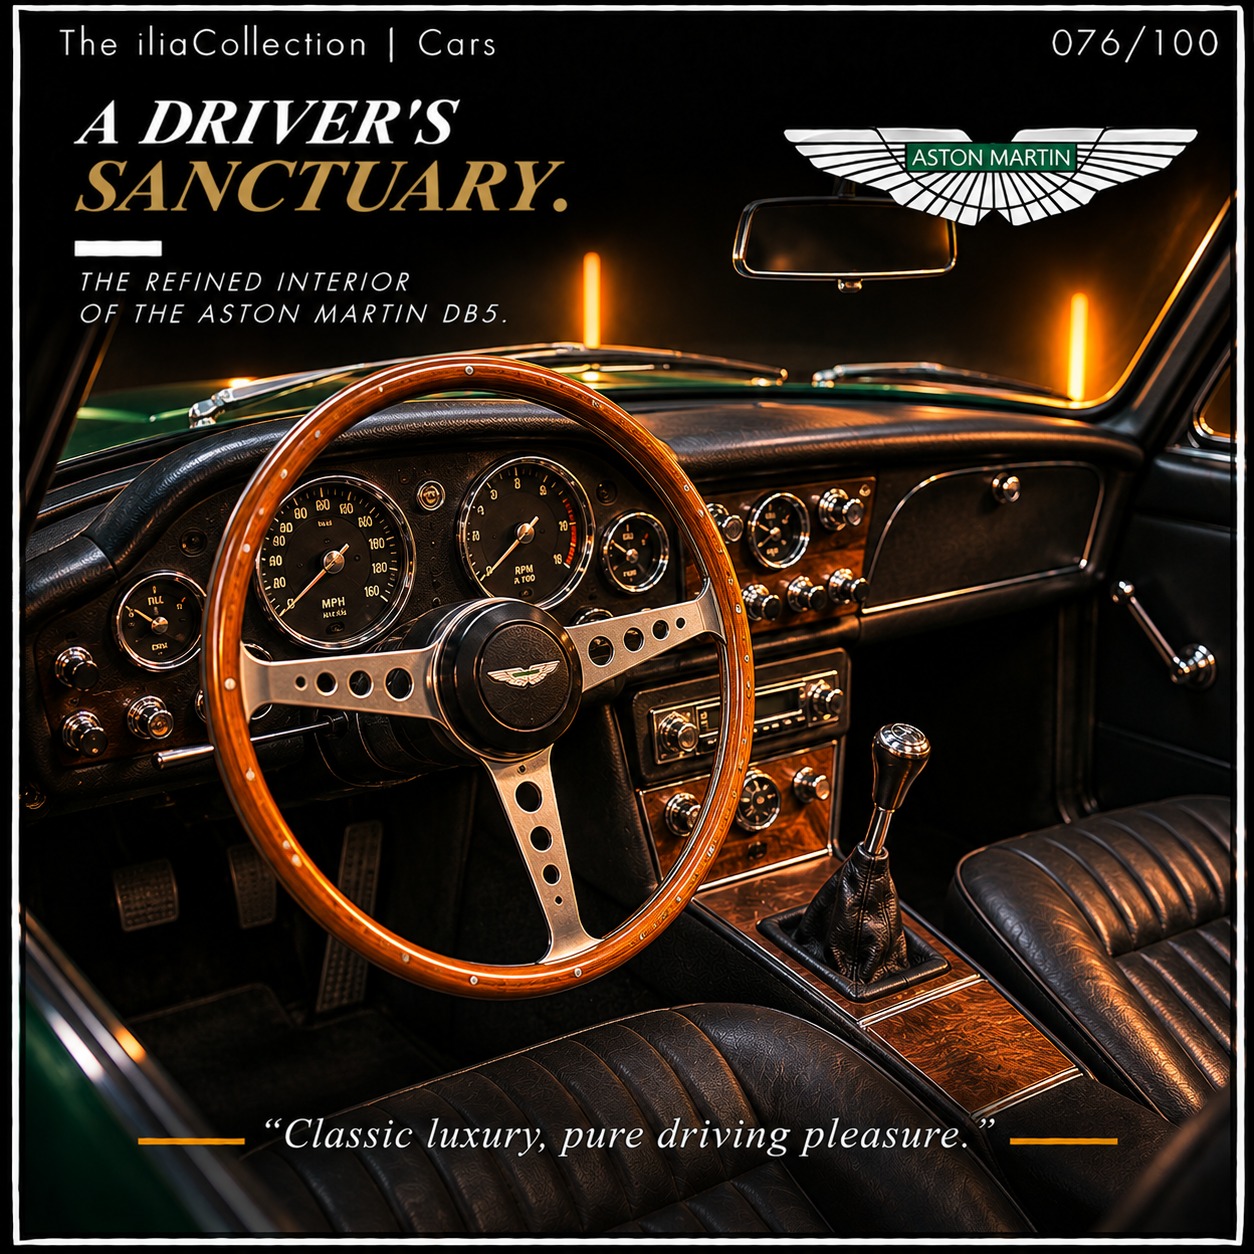 The iliaCollection | Cars
076/100
A DRIVER'S
SANCTUARY.
ASTON MARTIN
THE REFINED INTERIOR
OF THE ASTON MARTIN DB5.
MPH
RPM
“Classic luxury, pure driving pleasure.”